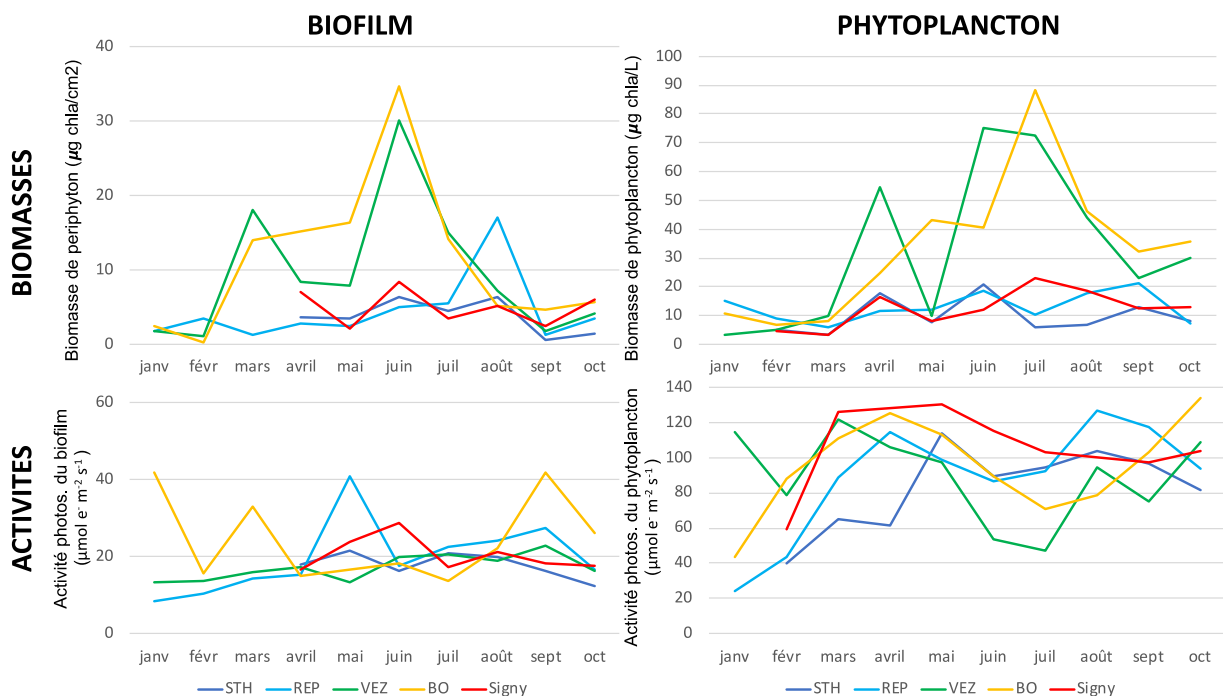 BIOFILM
PHYTOPLANCTON
BIOMASSES
Biomasse de periphyton (µg chla/cm2)
40
30
20
10
0
janv févr mars avril mai juin juil août sept oct
Biomasse de phytoplancton (µg chla/L)
100
90
80
70
60
50
40
30
20
10
0
janv févr mars avril mai juin juil août sept oct
ACTIVITES
Activité photos. du biofilm
(µmol e⁻ m⁻² s⁻¹)
60
40
20
0
janv févr mars avril mai juin juil août sept oct
STH REP VEZ BO Signy
Activité photos. du phytoplancton
(µmol e⁻ m⁻² s⁻¹)
140
120
100
80
60
40
20
0
janv févr mars avril mai juin juil août sept oct
STH REP VEZ BO Signy